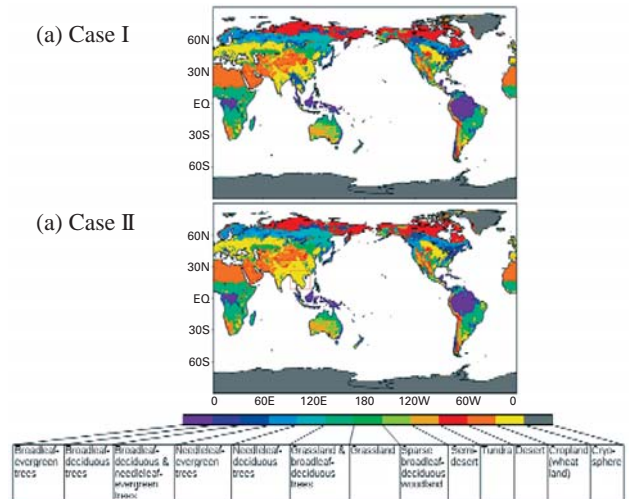 (a) Case I
60N
30N
EQ
30S
60S
(a) Case II
60N
30N
EQ
30S
60S
0 60E 120E 180 120W 60W 0
Broadleaf-evergreen trees
Broadleaf-deciduous trees
Broadleaf-deciduous & needleleaf-evergreen trees
Needleleaf-evergreen trees
Needleleaf-deciduous trees
Grassland & broadleaf-deciduous trees
Grassland
Sparse broadleaf-deciduous woodland
Semi-desert
Tundra
Desert
Cropland (wheat land)
Cryo-sphere